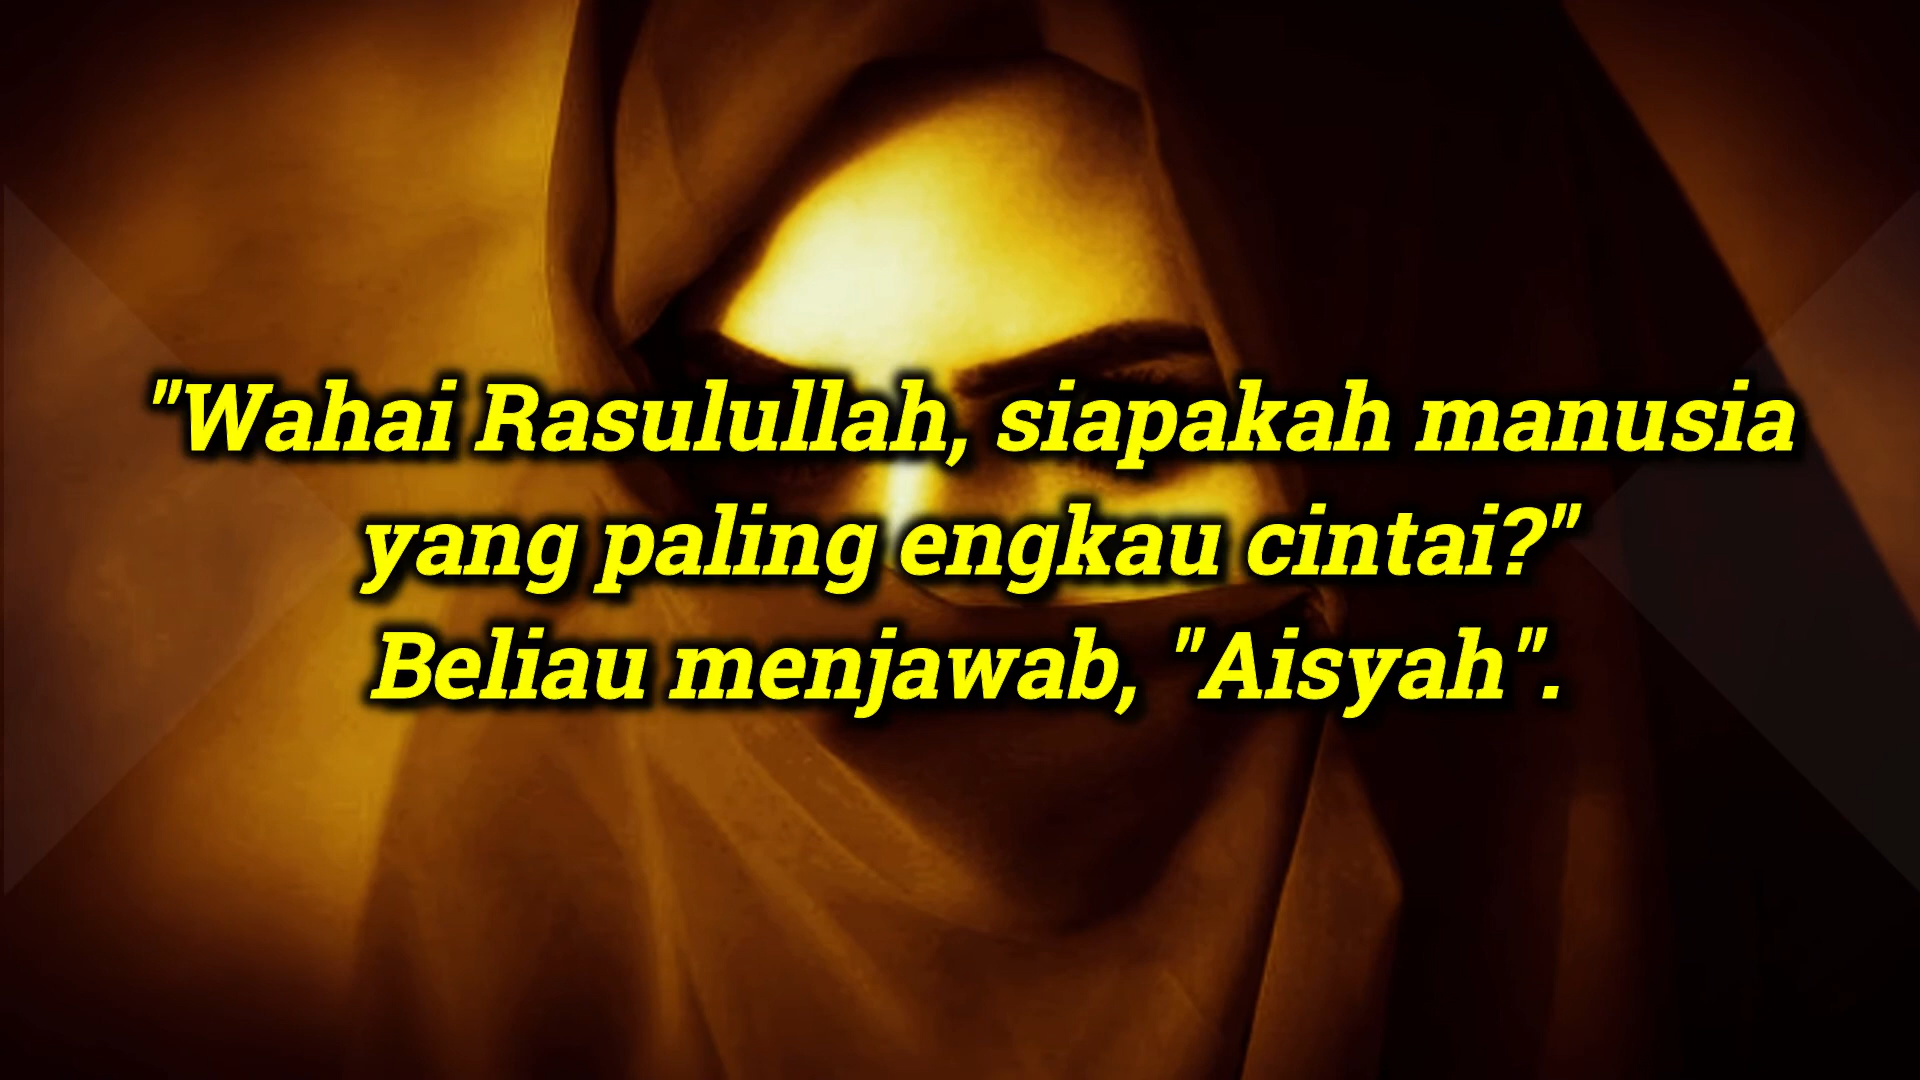 "Wahai Rasulullah, siapakah manusia
yang paling engkau cintai?"
Beliau menjawab, "Aisyah".